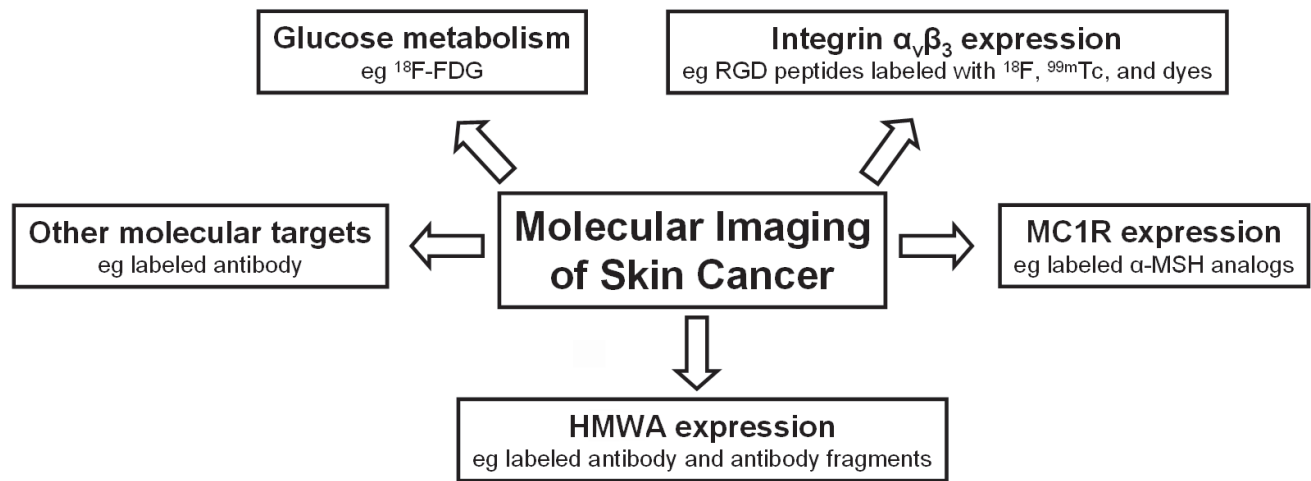 Glucose metabolism
eg ¹⁸F-FDG
Integrin αᵥβ₃ expression
eg RGD peptides labeled with ¹⁸F, ⁹⁹ᵐTc, and dyes
Other molecular targets
eg labeled antibody
Molecular Imaging
of Skin Cancer
MC1R expression
eg labeled α-MSH analogs
HMWA expression
eg labeled antibody and antibody fragments